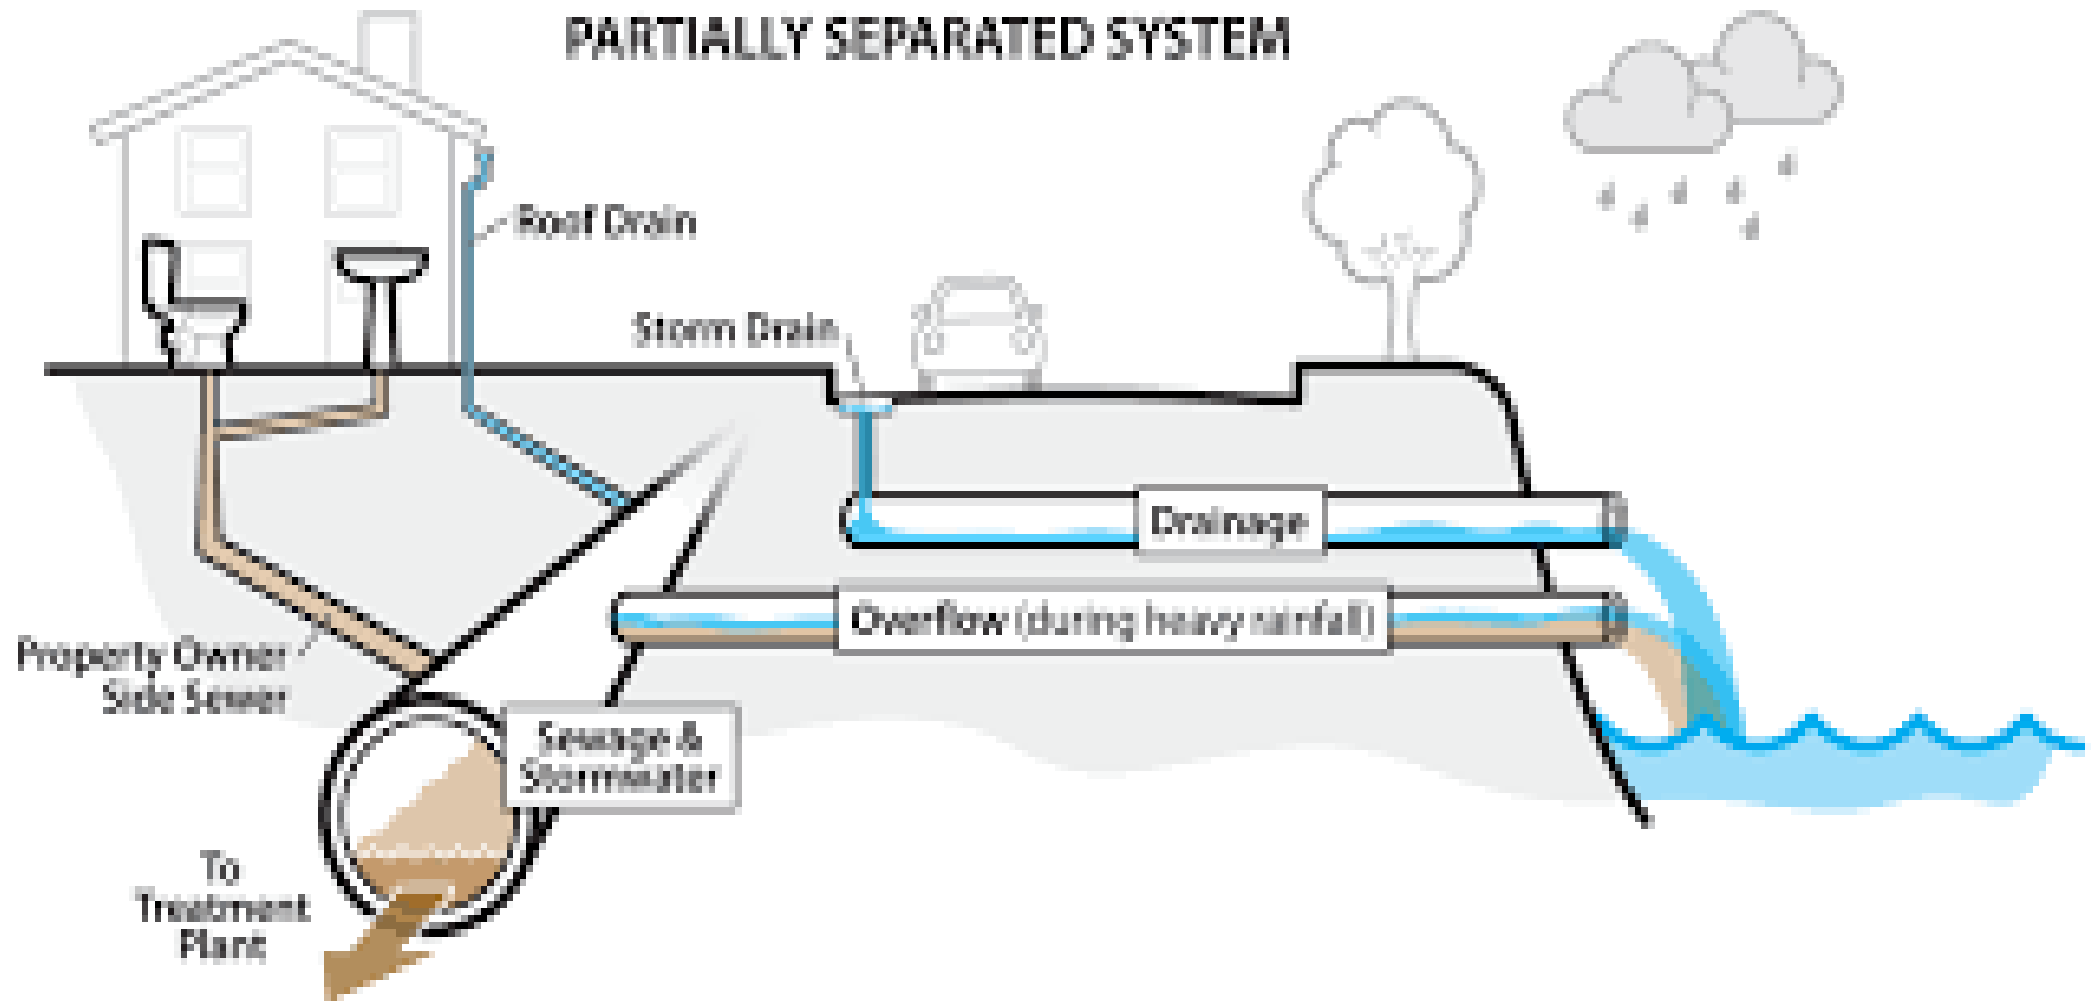 PARTIALLY SEPARATED SYSTEM
Roof Drain
Storm Drain
Drainage
Overflow (during heavy rainfall)
Property Owner
Side Sewer
Sewage &
Stormwater
To
Treatment
Plant